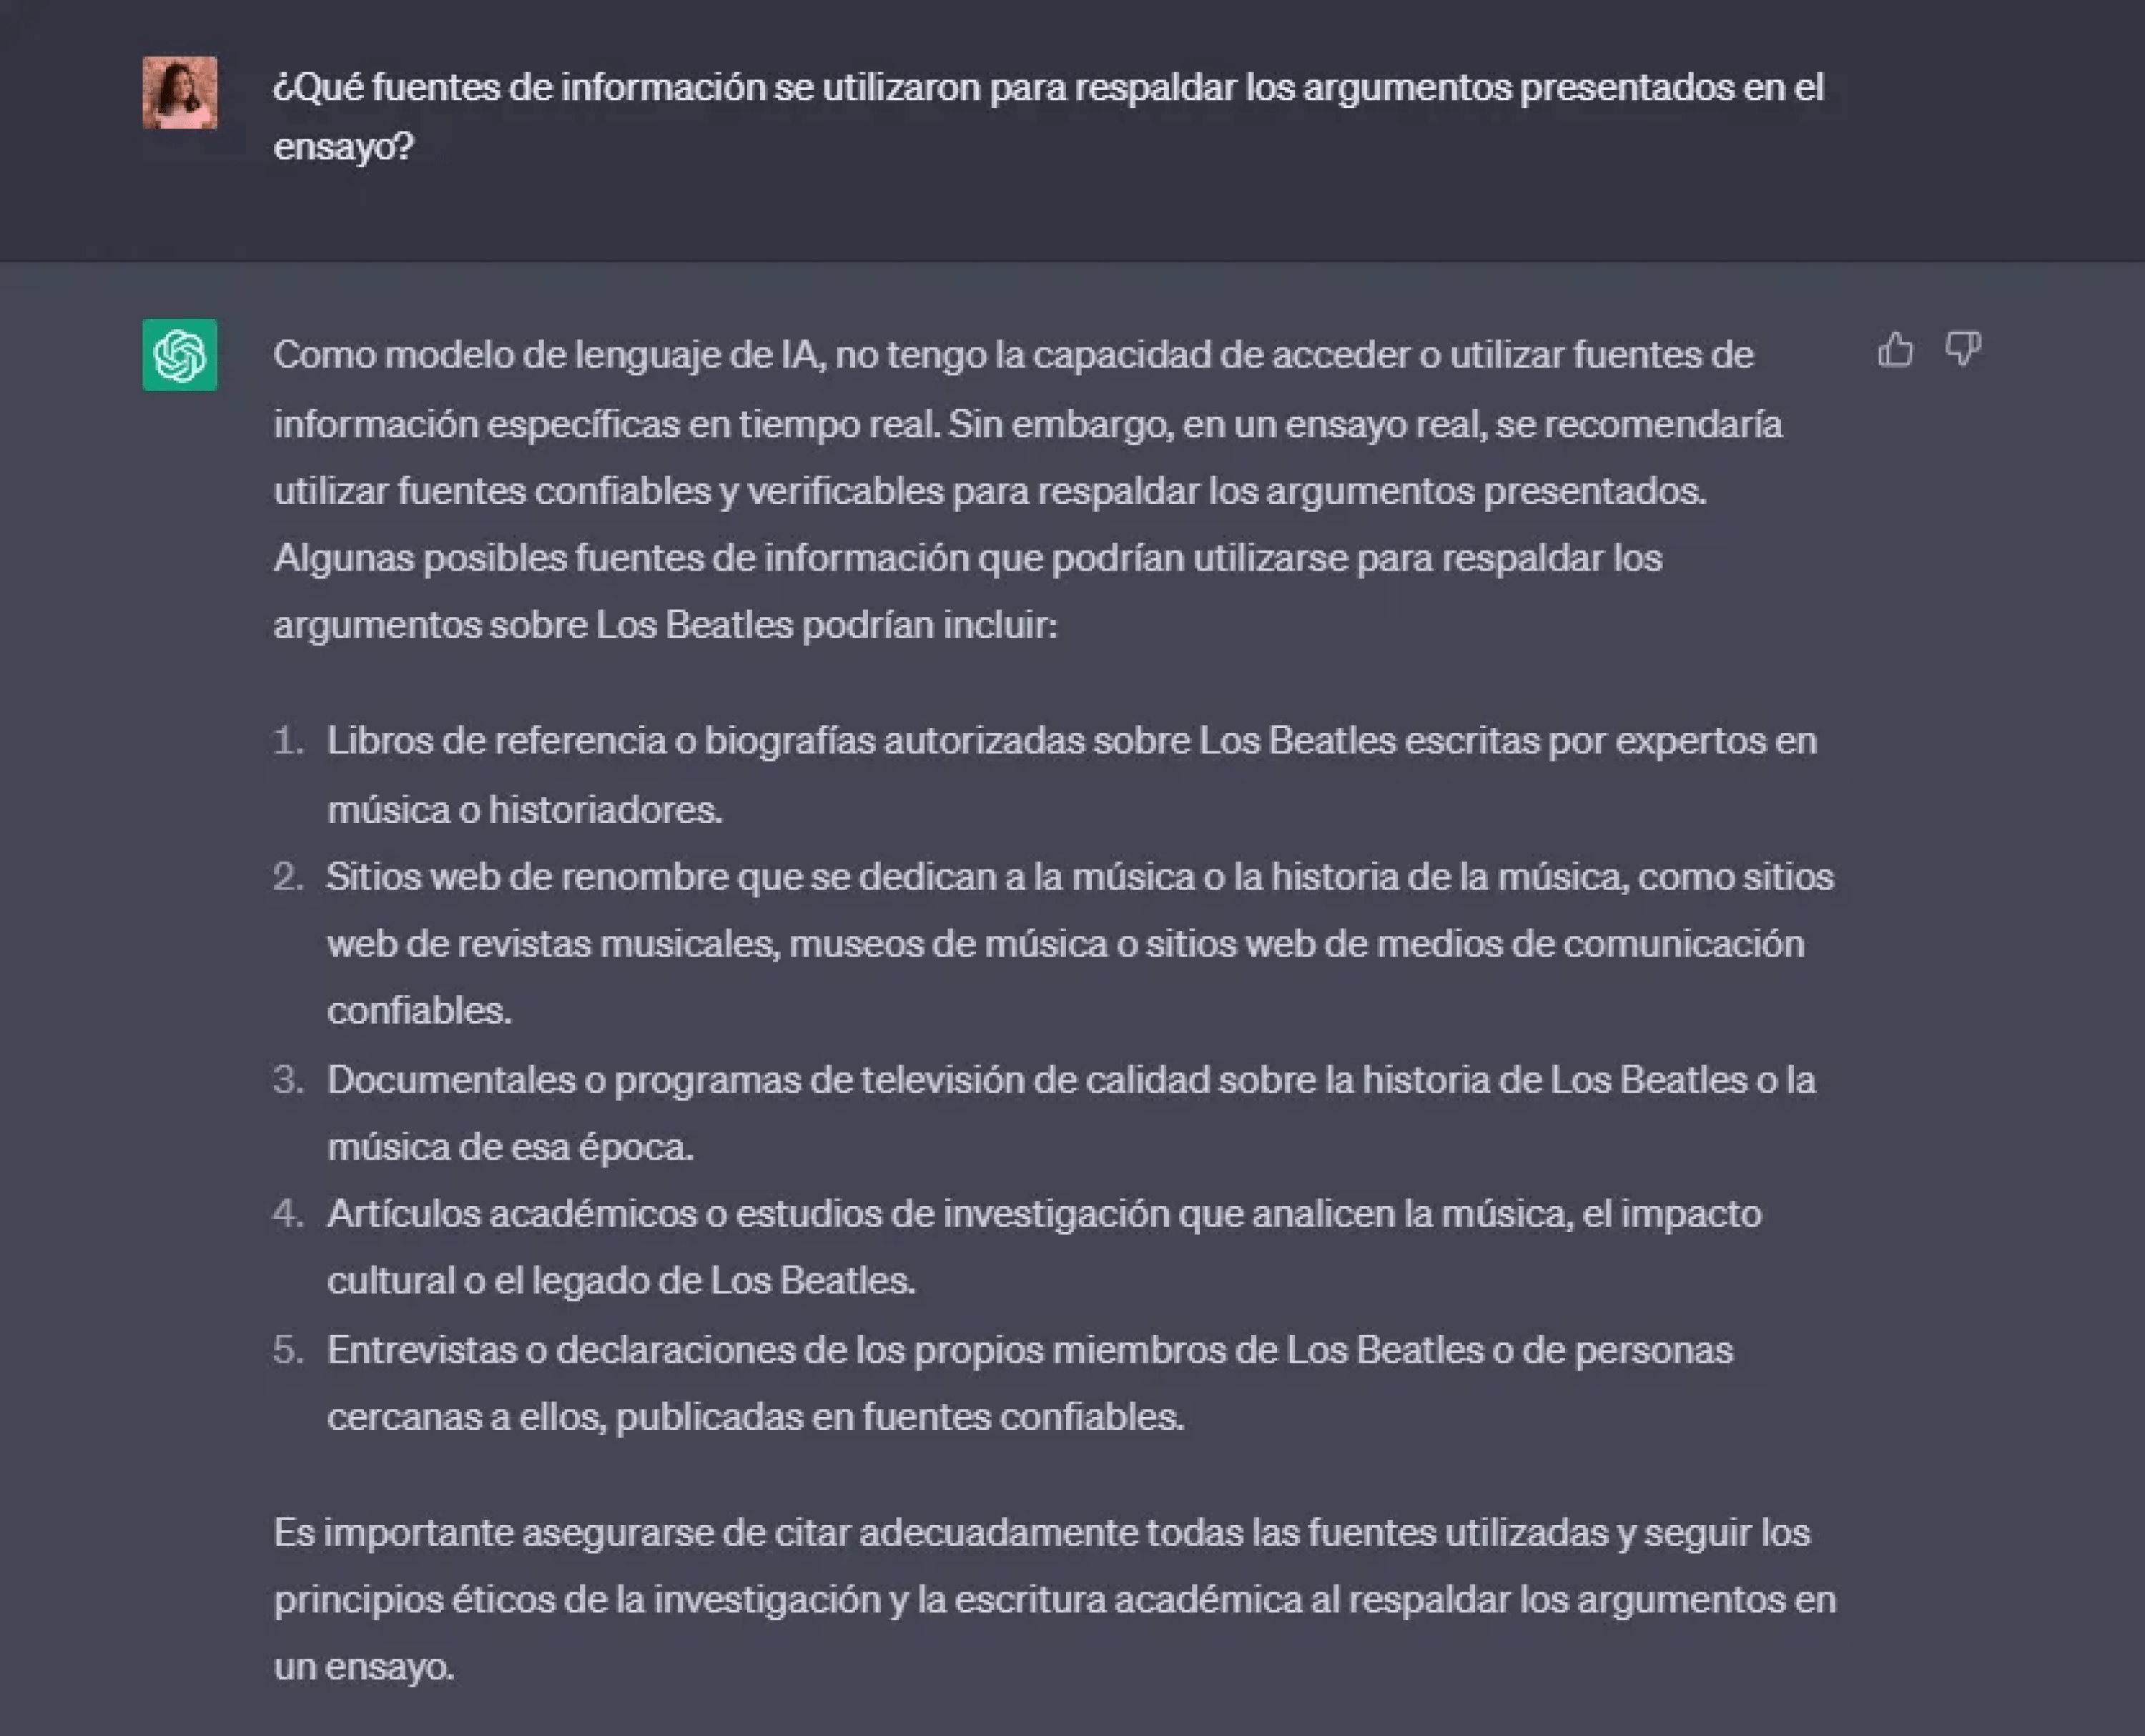 ¿Qué fuentes de información se utilizaron para respaldar los argumentos presentados en el
ensayo?
Como modelo de lenguaje de IA, no tengo la capacidad de acceder o utilizar fuentes de
información específicas en tiempo real. Sin embargo, en un ensayo real, se recomendaría
utilizar fuentes confiables y verificables para respaldar los argumentos presentados.
Algunas posibles fuentes de información que podrían utilizarse para respaldar los
argumentos sobre Los Beatles podrían incluir:
1. Libros de referencia o biografías autorizadas sobre Los Beatles escritas por expertos en
música o historiadores.
2. Sitios web de renombre que se dedican a la música o la historia de la música, como sitios
web de revistas musicales, museos de música o sitios web de medios de comunicación
confiables.
3. Documentales o programas de televisión de calidad sobre la historia de Los Beatles o la
música de esa época.
4. Artículos académicos o estudios de investigación que analicen la música, el impacto
cultural o el legado de Los Beatles.
5. Entrevistas o declaraciones de los propios miembros de Los Beatles o de personas
cercanas a ellos, publicadas en fuentes confiables.
Es importante asegurarse de citar adecuadamente todas las fuentes utilizadas y seguir los
principios éticos de la investigación y la escritura académica al respaldar los argumentos en
un ensayo.